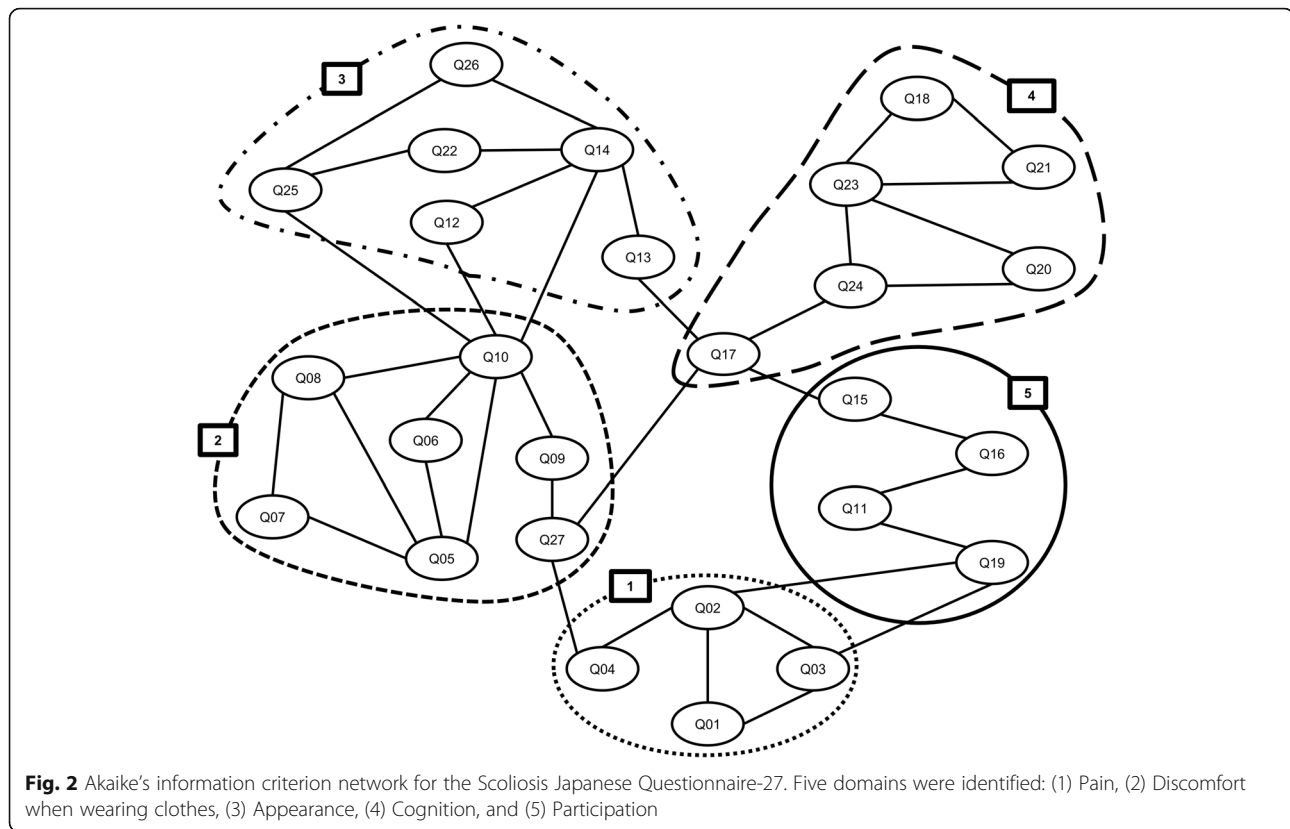 Q26
3
Q18
4
Q22
Q14
Q21
Q25
Q23
Q12
Q13
Q20
Q24
Q10
Q17
Q08
5
Q15
2
Q06
Q09
Q16
Q07
Q11
Q27
Q05
Q19
1
Q02
Q04
Q03
Q01
Fig. 2 Akaike's information criterion network for the Scoliosis Japanese Questionnaire-27. Five domains were identified: (1) Pain, (2) Discomfort
when wearing clothes, (3) Appearance, (4) Cognition, and (5) Participation